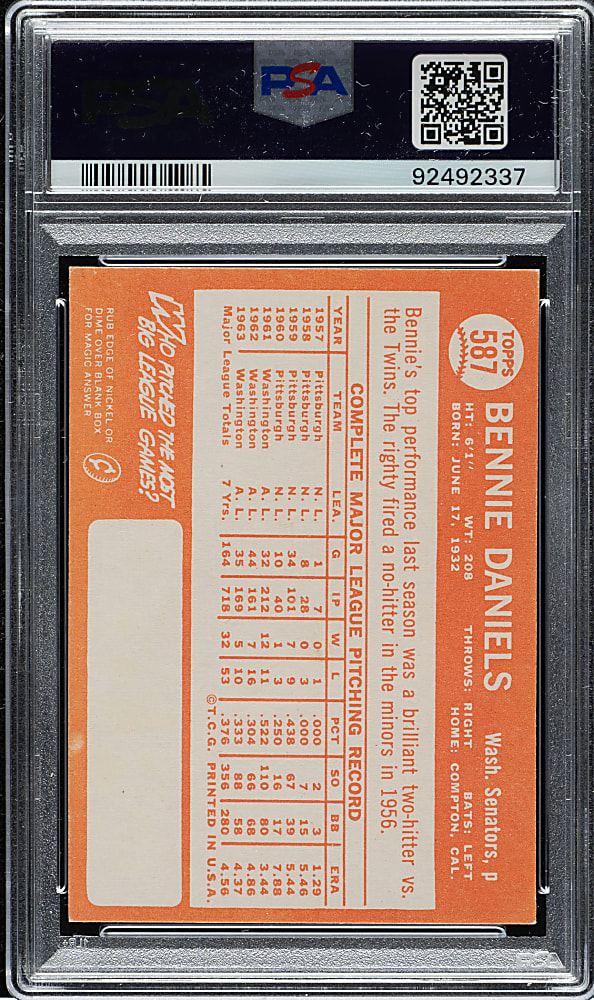 PSA
PSA
92492337
TOPPS
587
BENNIE DANIELS Wash. Senators, p
HT: 6'1" WT: 208 THROWS: RIGHT BATS: LEFT
BORN: JUNE 17, 1932 HOME: COMPTON, CAL.
Bennie's top performance last season was a brilliant two-hitter vs.
the Twins. The righty fired a no-hitter in the minors in 1956.
COMPLETE MAJOR LEAGUE PITCHING RECORD
YEAR TEAM LEA. G IP W L PCT SO BB ERA
1957 Pittsburgh N. L. 1 7 0 1 .000 2 3 1.29
1958 Pittsburgh N. L. 8 28 0 3 .000 7 15 5.46
1959 Pittsburgh N. L. 34 101 7 9 .438 67 39 5.44
1960 Pittsburgh N. L. 10 40 1 3 .250 16 17 7.88
1961 Washington A. L. 32 212 12 11 .522 110 80 3.44
1962 Washington A. L. 44 161 7 16 .304 66 68 4.86
1963 Washington A. L. 35 169 5 10 .333 88 58 4.37
Major League Totals 7 Yrs. 164 718 32 53 .376 356 280 4.56
©T.C.G. PRINTED IN U.S.A.
WHO PITCHED THE MOST
BIG LEAGUE GAMES?
RUB EDGE OF NICKEL OR
DIME OVER BLANK BOX
FOR MAGIC ANSWER